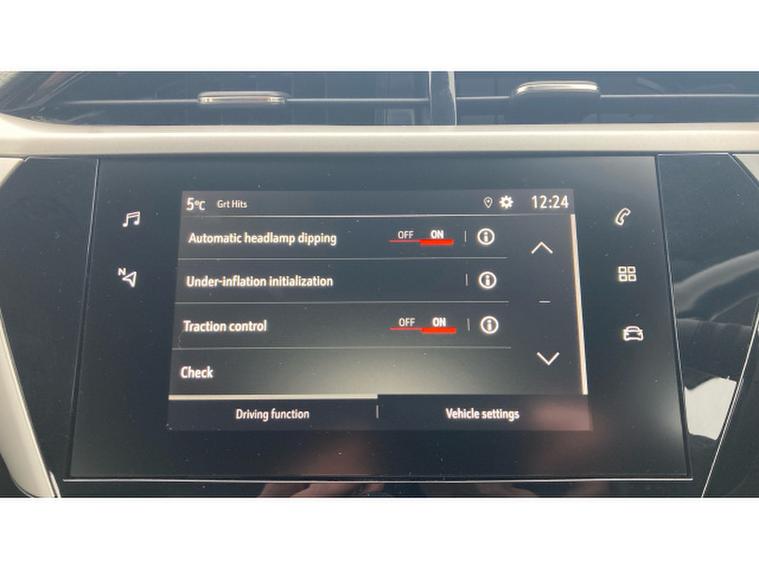 5°C Grt Hits 12:24
Automatic headlamp dipping OFF ON
Under-inflation initialization
Traction control OFF ON
Check
Driving function Vehicle settings
N